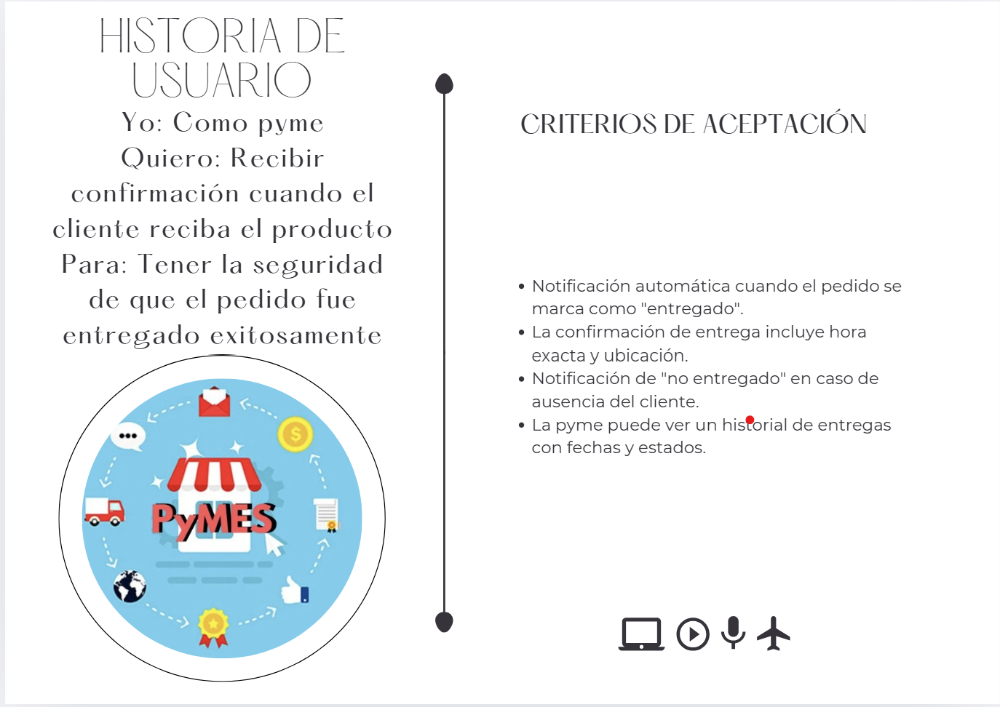 HISTORIA DE
USUARIO
Yo: Como pyme
Quiero: Recibir
confirmación cuando el
cliente reciba el producto
Para: Tener la seguridad
de que el pedido fue
entregado exitosamente
PyMES
CRITERIOS DE ACEPTACIÓN
• Notificación automática cuando el pedido se
marca como "entregado".
• La confirmación de entrega incluye hora
exacta y ubicación.
• Notificación de "no entregado" en caso de
ausencia del cliente.
• La pyme puede ver un historial de entregas
con fechas y estados.